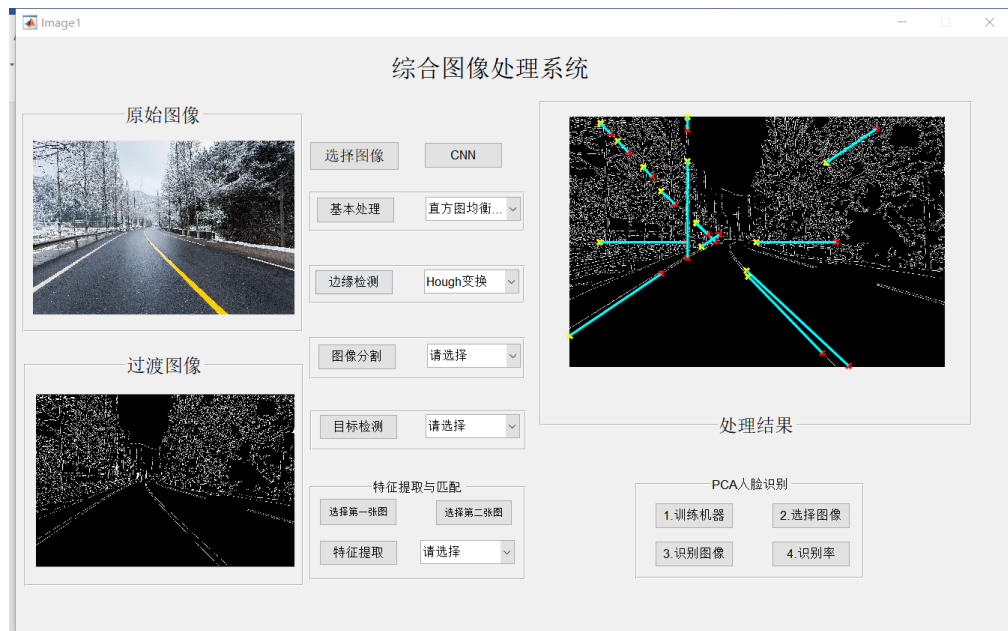 Image1
综合图像处理系统
原始图像
选择图像
CNN
基本处理
直方图均衡...
边缘检测
Hough变换
图像分割
请选择
过渡图像
目标检测
请选择
处理结果
特征提取与匹配
选择第一张图
选择第二张图
特征提取
请选择
PCA人脸识别
1.训练机器
2.选择图像
3.识别图像
4.识别率